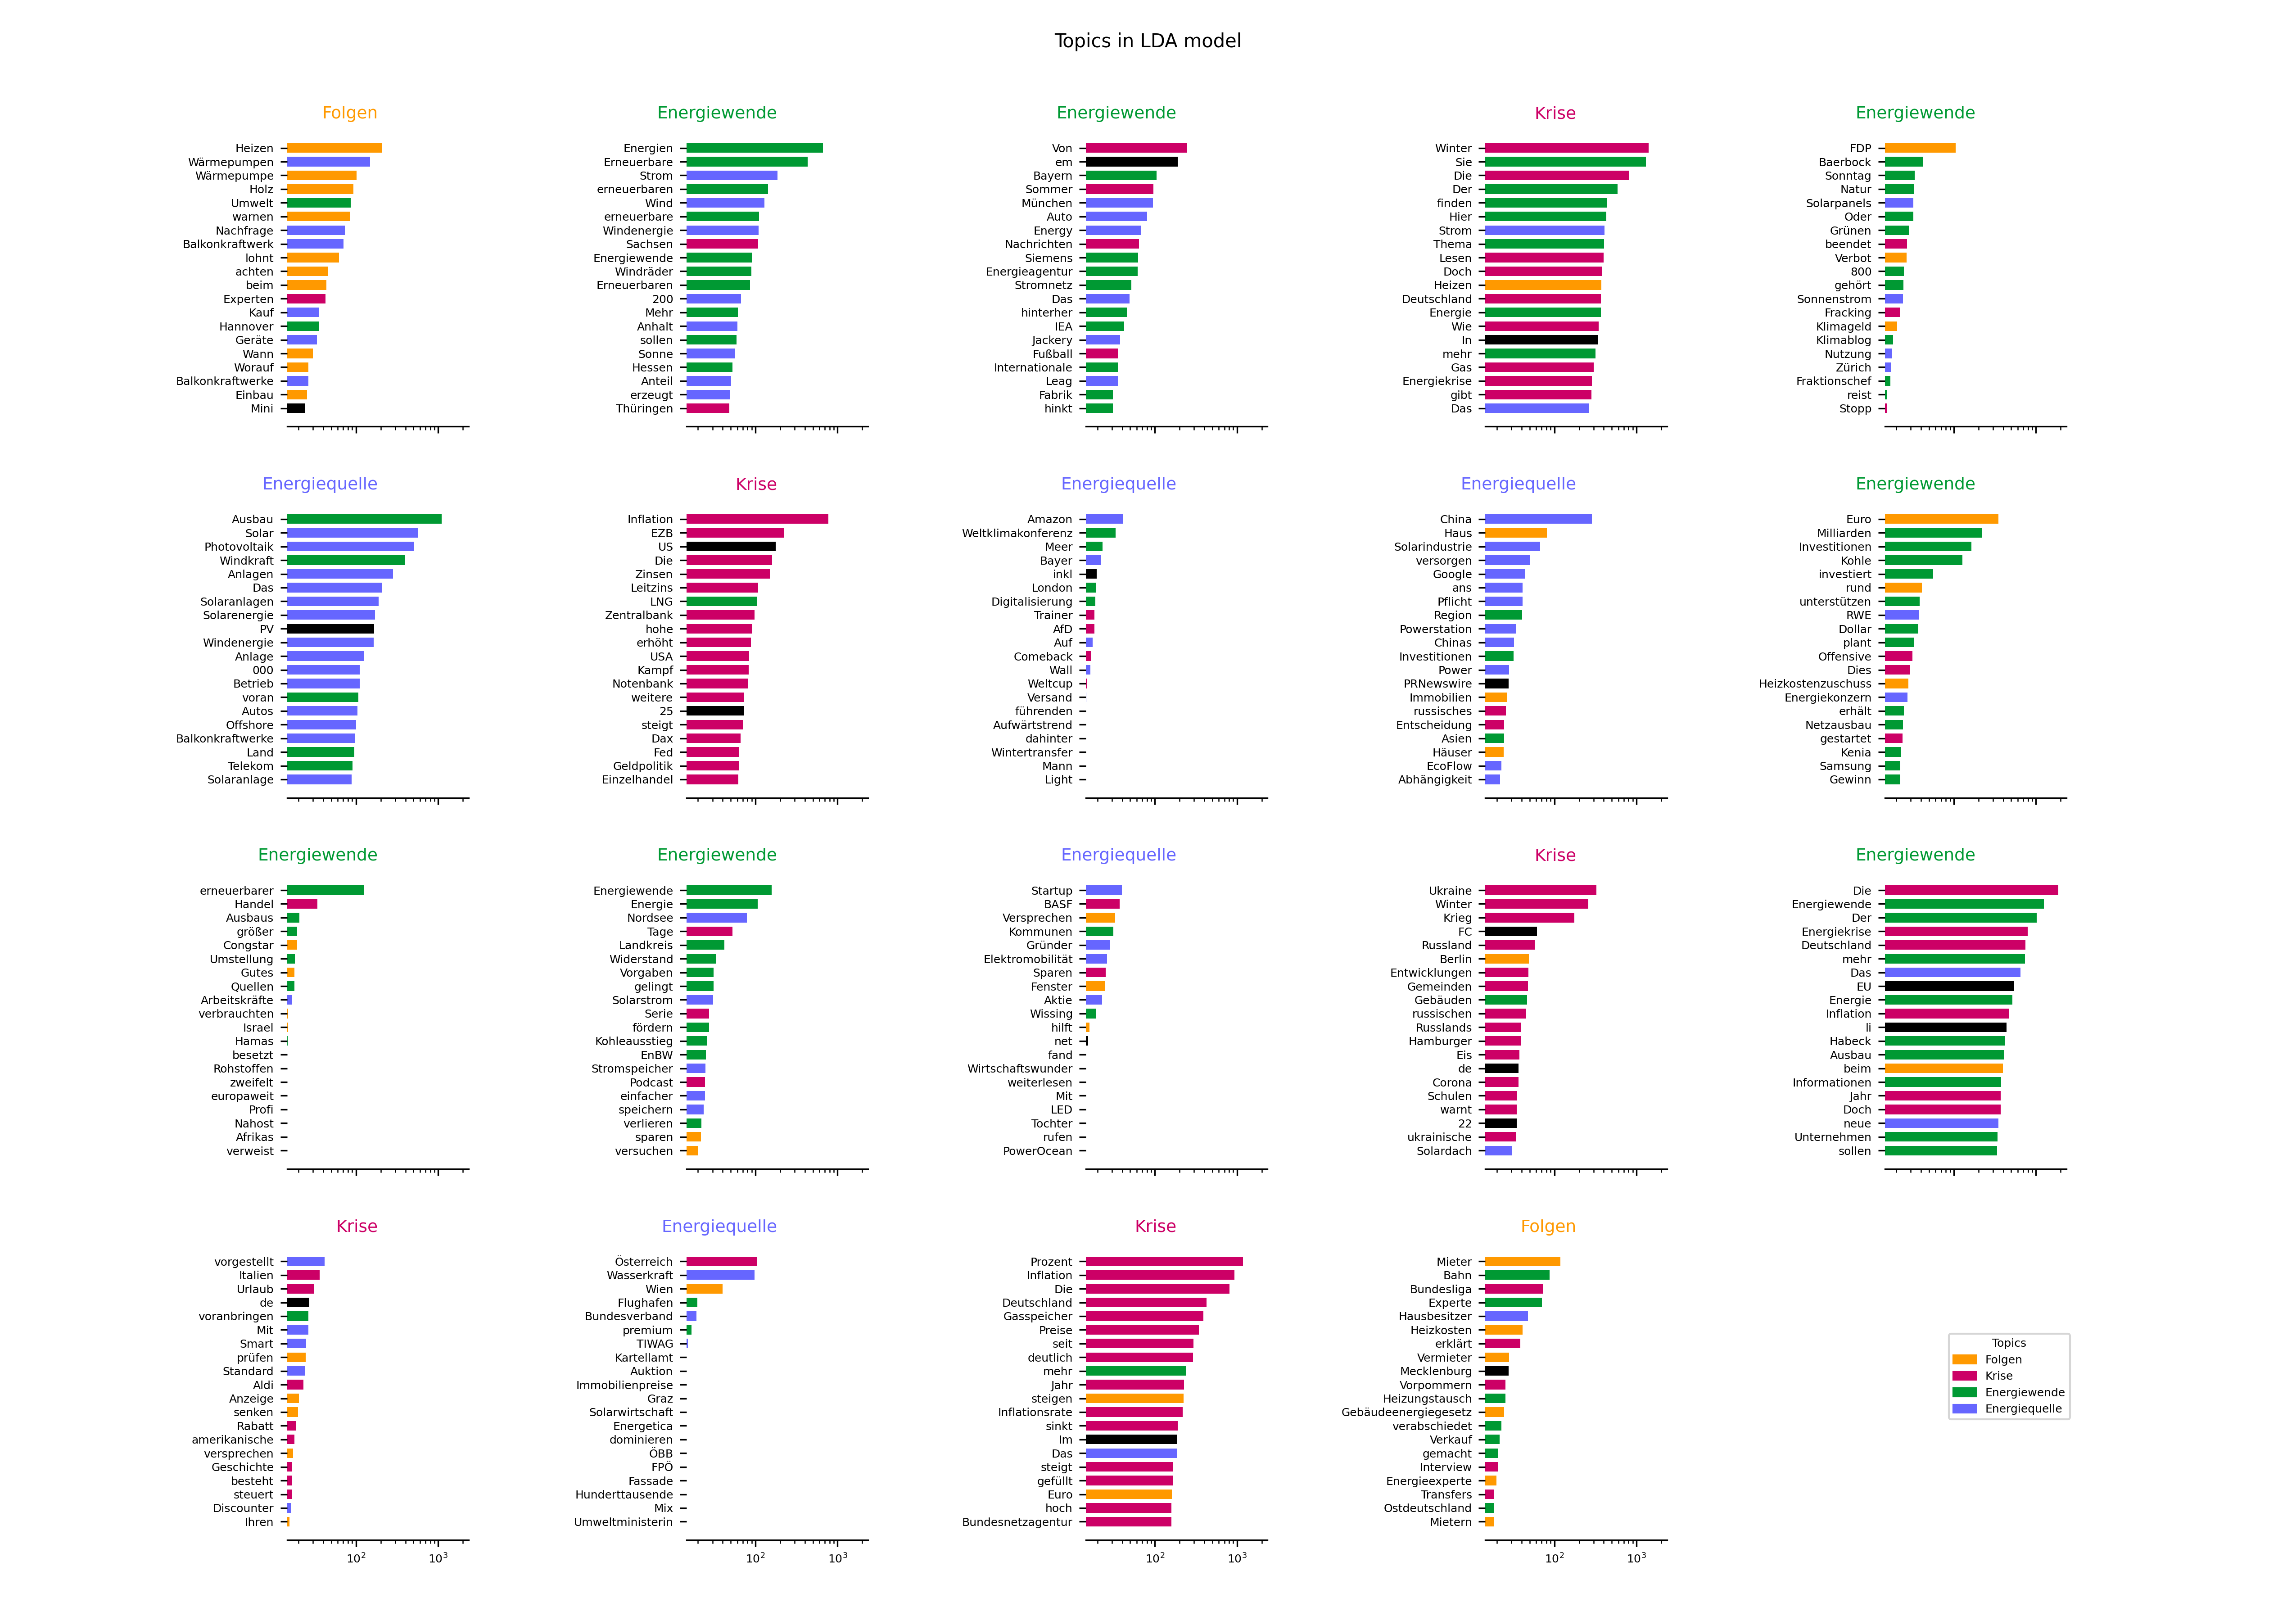 Topics in LDA model
Folgen
Heizen
Wärmepumpen
Wärmepumpe
Holz
Umwelt
warnen
Nachfrage
Balkonkraftwerk
lohnt
achten
beim
Experten
Kauf
Hannover
Geräte
Wann
Worauf
Balkonkraftwerke
Einbau
Mini
Energiewende
Energien
Erneuerbare
Strom
erneuerbaren
Wind
erneuerbare
Windenergie
Sachsen
Energiewende
Windräder
Erneuerbaren
200
Mehr
Anhalt
sollen
Sonne
Hessen
Anteil
erzeugt
Thüringen
Energiewende
Von
em
Bayern
Sommer
München
Auto
Energy
Nachrichten
Siemens
Energieagentur
Stromnetz
Das
hinterher
IEA
Jackery
Fußball
Internationale
Leag
Fabrik
hinkt
Krise
Winter
Sie
Die
Der
finden
Hier
Strom
Thema
Lesen
Doch
Heizen
Deutschland
Energie
Wie
In
mehr
Gas
Energiekrise
gibt
Das
Energiewende
FDP
Baerbock
Sonntag
Natur
Solarpanels
Oder
Grünen
beendet
Verbot
800
gehört
Sonnenstrom
Fracking
Klimageld
Klimablog
Nutzung
Zürich
Fraktionschef
reist
Stopp
Energiequelle
Ausbau
Solar
Photovoltaik
Windkraft
Anlagen
Das
Solaranlagen
Solarenergie
PV
Windenergie
Anlage
000
Betrieb
voran
Autos
Offshore
Balkonkraftwerke
Land
Telekom
Solaranlage
Krise
Inflation
EZB
US
Die
Zinsen
Leitzins
LNG
Zentralbank
hohe
erhöht
USA
Kampf
Notenbank
weitere
25
steigt
Dax
Fed
Geldpolitik
Einzelhandel
Energiequelle
Amazon
Weltklimakonferenz
Meer
Bayer
inkl
London
Digitalisierung
Trainer
AfD
Auf
Comeback
Wall
Weltcup
Versand
führenden
Aufwärtstrend
dahinter
Wintertransfer
Mann
Light
Energiequelle
China
Haus
Solarindustrie
versorgen
Google
ans
Pflicht
Region
Powerstation
Chinas
Investitionen
Power
PRNewswire
Immobilien
russisches
Entscheidung
Asien
Häuser
EcoFlow
Abhängigkeit
Energiewende
Euro
Milliarden
Investitionen
Kohle
investiert
rund
unterstützen
RWE
Dollar
plant
Offensive
Dies
Heizkostenzuschuss
Energiekonzern
erhält
Netzausbau
gestartet
Kenia
Samsung
Gewinn
Energiewende
erneuerbarer
Handel
Ausbaus
größer
Congstar
Umstellung
Gutes
Quellen
Arbeitskräfte
verbrauchten
Israel
Hamas
besetzt
Rohstoffen
zweifelt
europaweit
Profi
Nahost
Afrikas
verweist
Energiewende
Energiewende
Energie
Nordsee
Tage
Landkreis
Widerstand
Vorgaben
gelingt
Solarstrom
Serie
fördern
Kohleausstieg
EnBW
Stromspeicher
Podcast
einfacher
speichern
verlieren
sparen
versuchen
Energiequelle
Startup
BASF
Versprechen
Kommunen
Gründer
Elektromobilität
Sparen
Fenster
Aktie
Wissing
hilft
net
fand
Wirtschaftswunder
weiterlesen
Mit
LED
Tochter
rufen
PowerOcean
Krise
Ukraine
Winter
Krieg
FC
Russland
Berlin
Entwicklungen
Gemeinden
Gebäuden
russischen
Russlands
Hamburger
Eis
de
Corona
Schulen
warnt
22
ukrainische
Solardach
Energiewende
Die
Energiewende
Der
Energiekrise
Deutschland
mehr
Das
EU
Energie
Inflation
li
Habeck
Ausbau
beim
Informationen
Jahr
Doch
neue
Unternehmen
sollen
Krise
vorgestellt
Italien
Urlaub
de
voranbringen
Mit
Smart
prüfen
Standard
Aldi
Anzeige
senken
Rabatt
amerikanische
versprechen
Geschichte
besteht
steuert
Discounter
Ihren
10² 10³
Energiequelle
Österreich
Wasserkraft
Wien
Flughafen
Bundesverband
premium
TIWAG
Kartellamt
Auktion
Immobilienpreise
Graz
Solarwirtschaft
Energetica
dominieren
ÖBB
FPÖ
Fassade
Hunderttausende
Mix
Umweltministerin
10² 10³
Krise
Prozent
Inflation
Die
Deutschland
Gasspeicher
Preise
seit
deutlich
mehr
Jahr
steigen
Inflationsrate
sinkt
Im
Das
steigt
gefüllt
Euro
hoch
Bundesnetzagentur
10² 10³
Folgen
Mieter
Bahn
Bundesliga
Experte
Hausbesitzer
Heizkosten
erklärt
Vermieter
Mecklenburg
Vorpommern
Heizungstausch
Gebäudeenergiegesetz
verabschiedet
Verkauf
gemacht
Interview
Energieexperte
Transfers
Ostdeutschland
Mietern
10² 10³
Topics
Folgen
Krise
Energiewende
Energiequelle